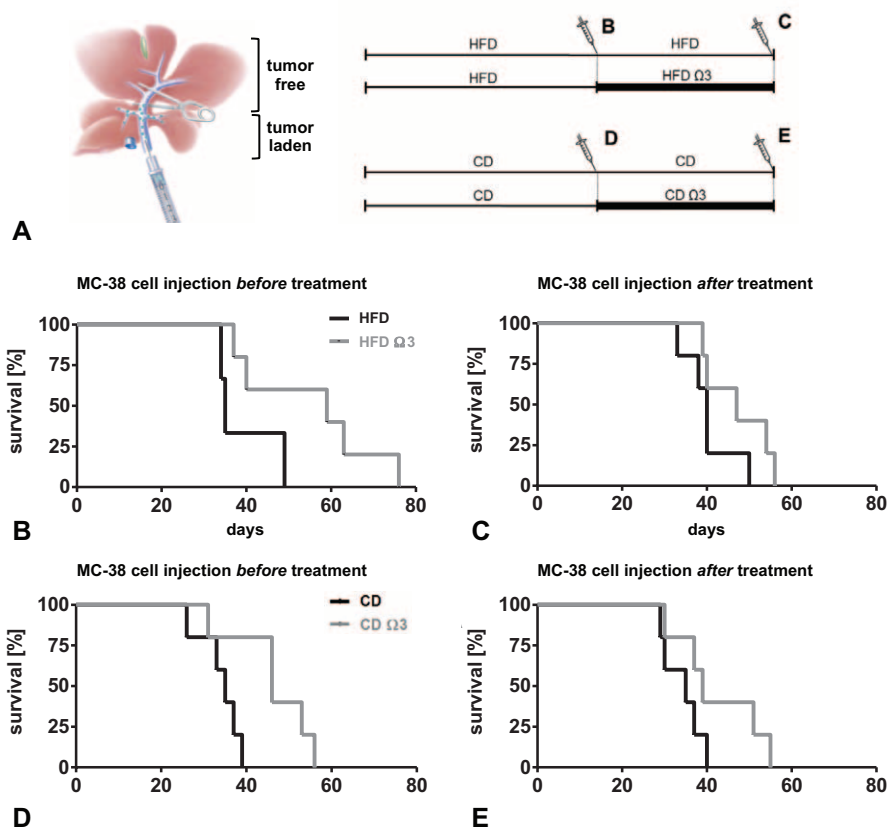 tumor
free
tumor
laden
A
B
C
HFD
HFD
HFD
HFD Ω3
D
E
CD
CD
CD
CD Ω3
MC-38 cell injection before treatment
survival [%]
100
75
50
25
0
0 20 40 60 80
days
HFD
HFD Ω3
B
MC-38 cell injection after treatment
survival [%]
100
75
50
25
0
0 20 40 60 80
days
C
MC-38 cell injection before treatment
survival [%]
100
75
50
25
0
0 20 40 60 80
CD
CD Ω3
D
MC-38 cell injection after treatment
survival [%]
100
75
50
25
0
0 20 40 60 80
E